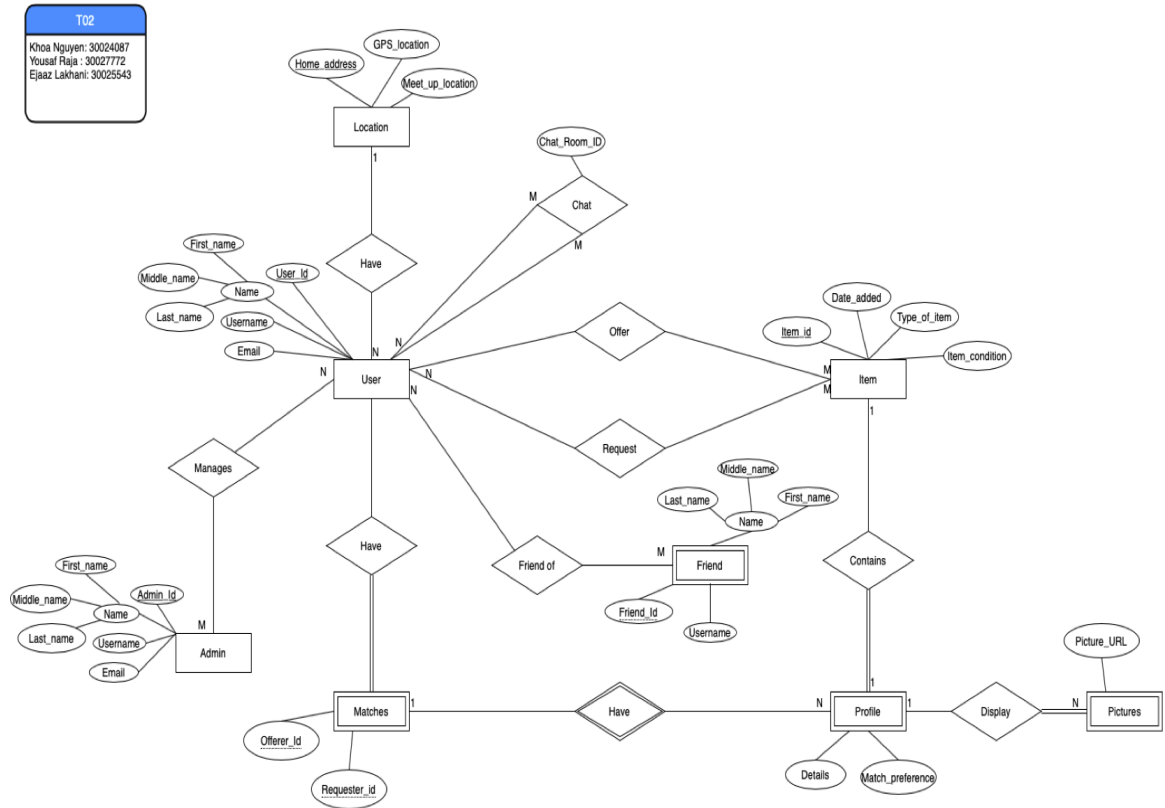 T02
Khoa Nguyen: 30024087
Yousaf Raja : 30027772
Ejaaz Lakhani: 30025543
GPS_location
Home_address
Meet_up_location
Location
1
Chat_Room_ID
M
Chat
M
First_name
User_Id
Middle_name
Name
Have
Last_name
Username
Email
N
N
N
N
N
N
User
Date_added
Type_of_item
Item_id
Item_condition
Offer
M
M
Item
1
Request
Manages
Middle_name
Last_name
First_name
Name
Have
Friend of
M
Friend
Contains
Friend_Id
Username
First_name
Admin_Id
Middle_name
Name
Last_name
Username
Email
M
Admin
Picture_URL
Matches
1
Have
N
1
Profile
1
Display
N
Pictures
Offerer_Id
Requester_id
Details
Match_preference